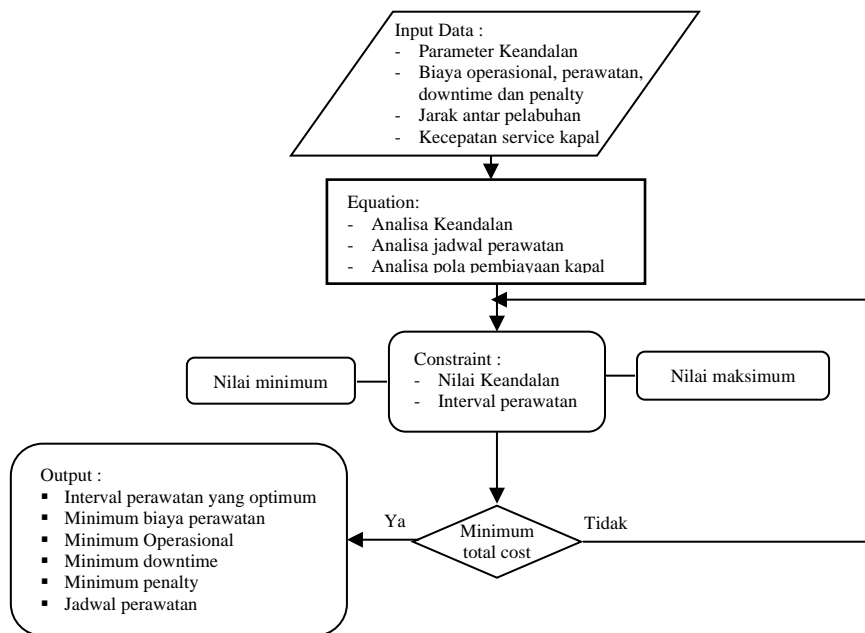 Input Data :
- Parameter Keandalan
- Biaya operasional, perawatan,
downtime dan penalty
- Jarak antar pelabuhan
- Kecepatan service kapal
Equation:
- Analisa Keandalan
- Analisa jadwal perawatan
- Analisa pola pembiayaan kapal
Nilai minimum
Constraint :
- Nilai Keandalan
- Interval perawatan
Nilai maksimum
Output :
▪ Interval perawatan yang optimum
▪ Minimum biaya perawatan
▪ Minimum Operasional
▪ Minimum downtime
▪ Minimum penalty
▪ Jadwal perawatan
Ya
Minimum
total cost
Tidak